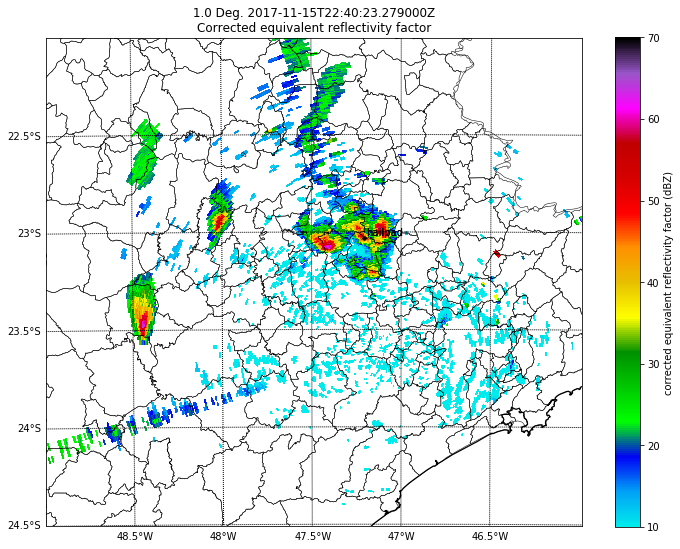 1.0 Deg. 2017-11-15T22:40:23.279000Z
Corrected equivalent reflectivity factor
22.5°S
23°S
23.5°S
24°S
24.5°S
48.5°W
48°W
47.5°W
47°W
46.5°W
70
60
50
40
30
20
10
corrected equivalent reflectivity factor (dBZ)